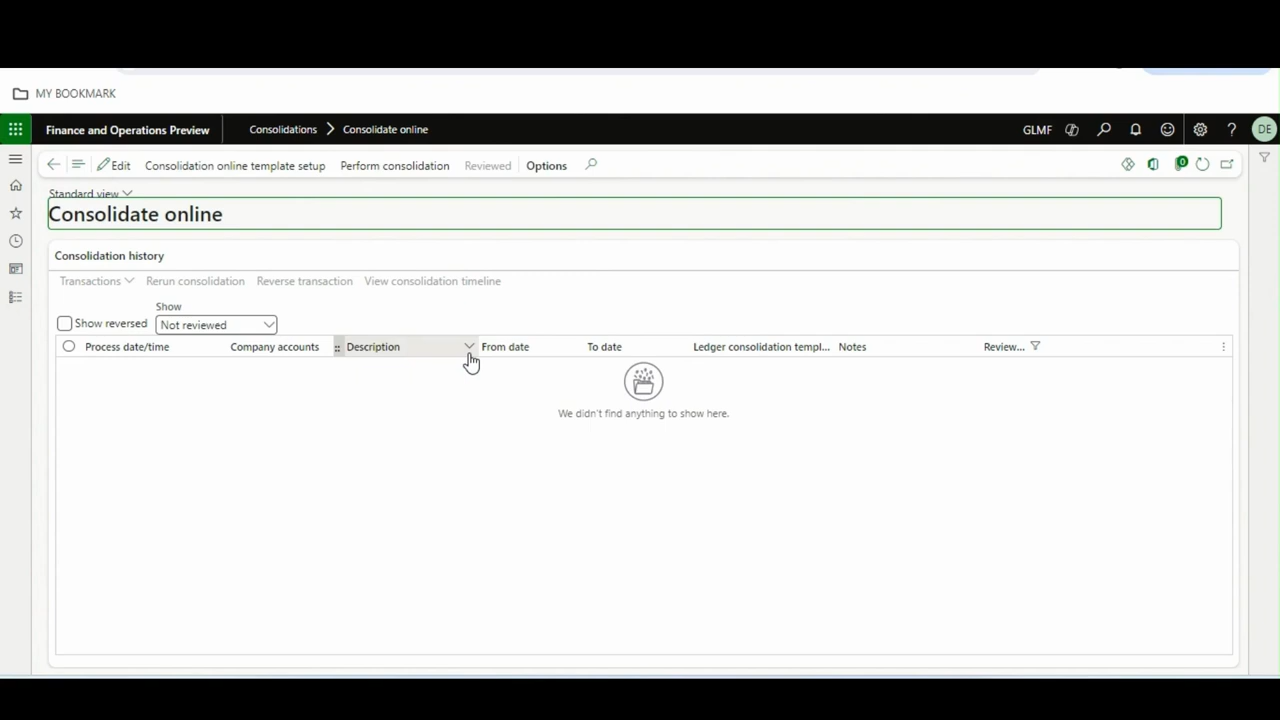 MY BOOKMARK
Finance and Operations Preview Consolidations Consolidate online GLMF ? DE
Edit Consolidation online template setup Perform consolidation Reviewed Options 0
Standard view
Consolidate online
Consolidation history
Transactions Rerun consolidation Reverse transaction View consolidation timeline
Show
Show reversed Not reviewed
Process date/time Company accounts Description From date To date Ledger consolidation templ... Notes Review...
We didn't find anything to show here.